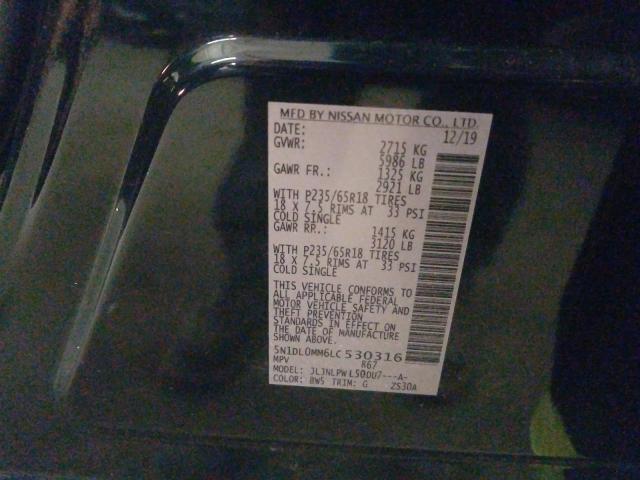 MFD BY NISSAN MOTOR CO., LTD.
DATE: 12/19
GVWR: 2715 KG
5986 LB
GAWR FR.: 1325 KG
2921 LB
WITH P235/65R18 TIRES
18 X 7.5 RIMS AT 33 PSI
COLD SINGLE
GAWR RR.: 1415 KG
3120 LB
WITH P235/65R18 TIRES
18 X 7.5 RIMS AT 33 PSI
COLD SINGLE
THIS VEHICLE CONFORMS TO
ALL APPLICABLE FEDERAL
MOTOR VEHICLE SAFETY AND
THEFT PREVENTION
STANDARDS IN EFFECT ON
THE DATE OF MANUFACTURE
SHOWN ABOVE.
5N1DL0MM6LC530316
MPV R67
MODEL: JLJNLPWL50DU7---A-
COLOR: BW5 TRIM: G ZS30A